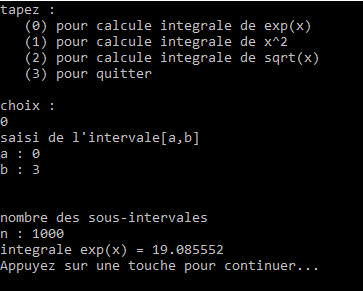 tapez :
(0) pour calcule integrale de exp(x)
(1) pour calcule integrale de x^2
(2) pour calcule integrale de sqrt(x)
(3) pour quitter
choix :
0
saisi de l'intervale[a,b]
a : 0
b : 3
nombre des sous-intervales
n : 1000
integrale exp(x) = 19.085552
Appuyez sur une touche pour continuer...